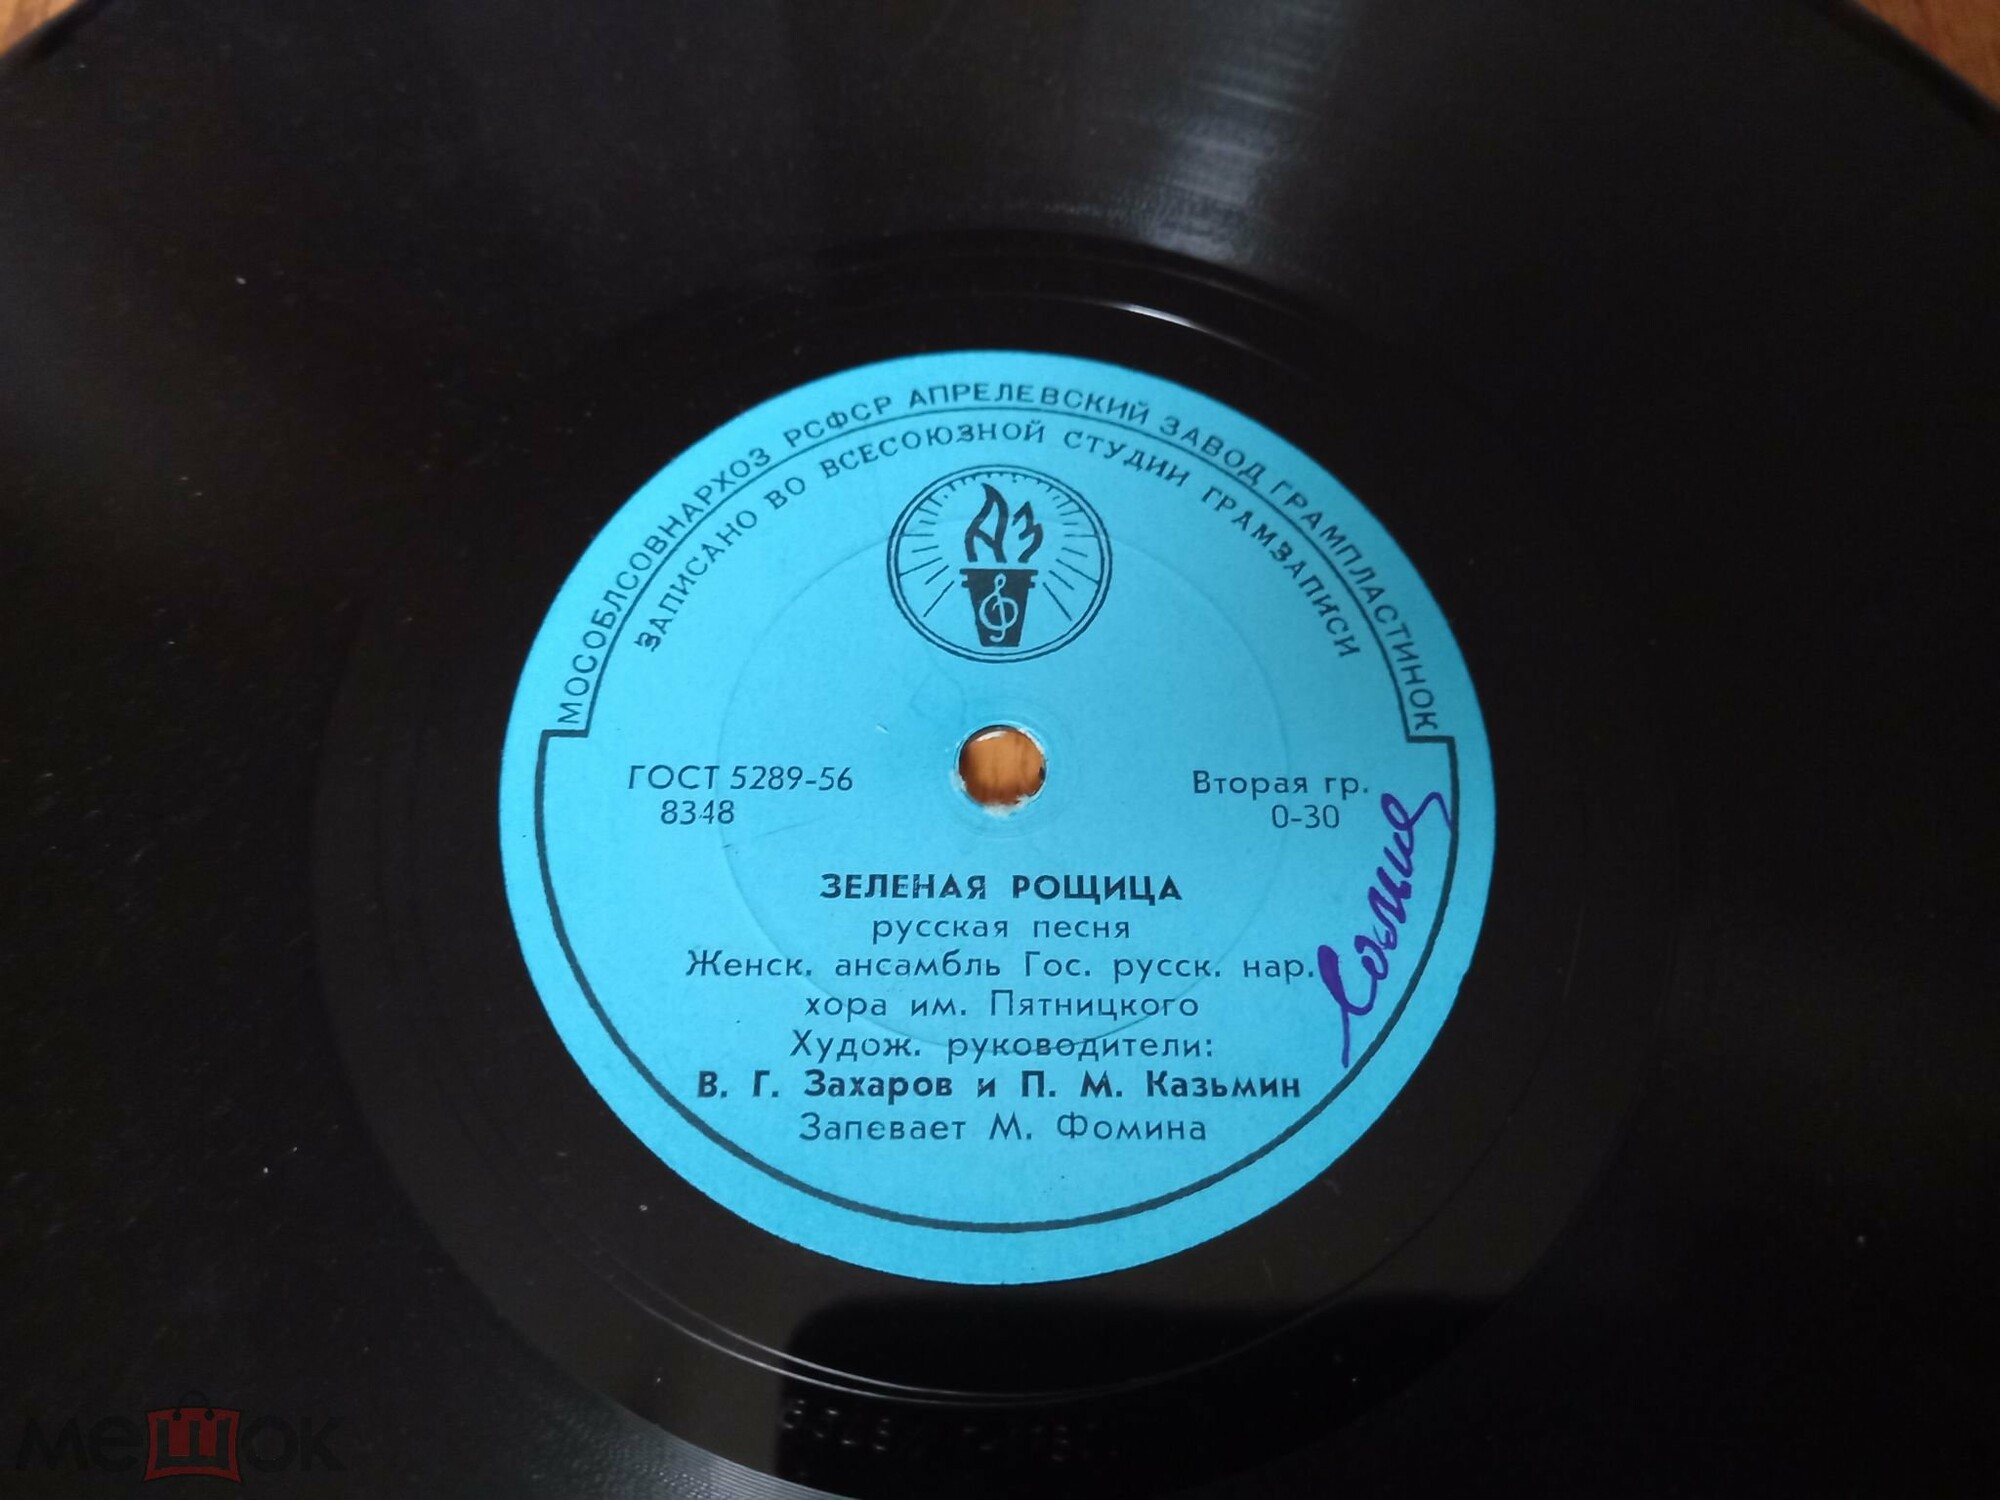 МОСОБЛСОВНАРХОЗ РСФСР АПРЕЛЕВСКИЙ ЗАВОД ГРАМПЛАСТИНОК
ЗАПИСАНО ВО ВСЕСОЮЗНОЙ СТУДИИ ГРАМЗАПИСИ
АЗ
ГОСТ 5289-56
8348
Вторая гр.
0-30
ЗЕЛЕНАЯ РОЩИЦА
русская песня
Женск. ансамбль Гос. русск. нар.
хора им. Пятницкого
Худож. руководители:
В. Г. Захаров и П. М. Казьмин
Запевает М. Фомина
мешок